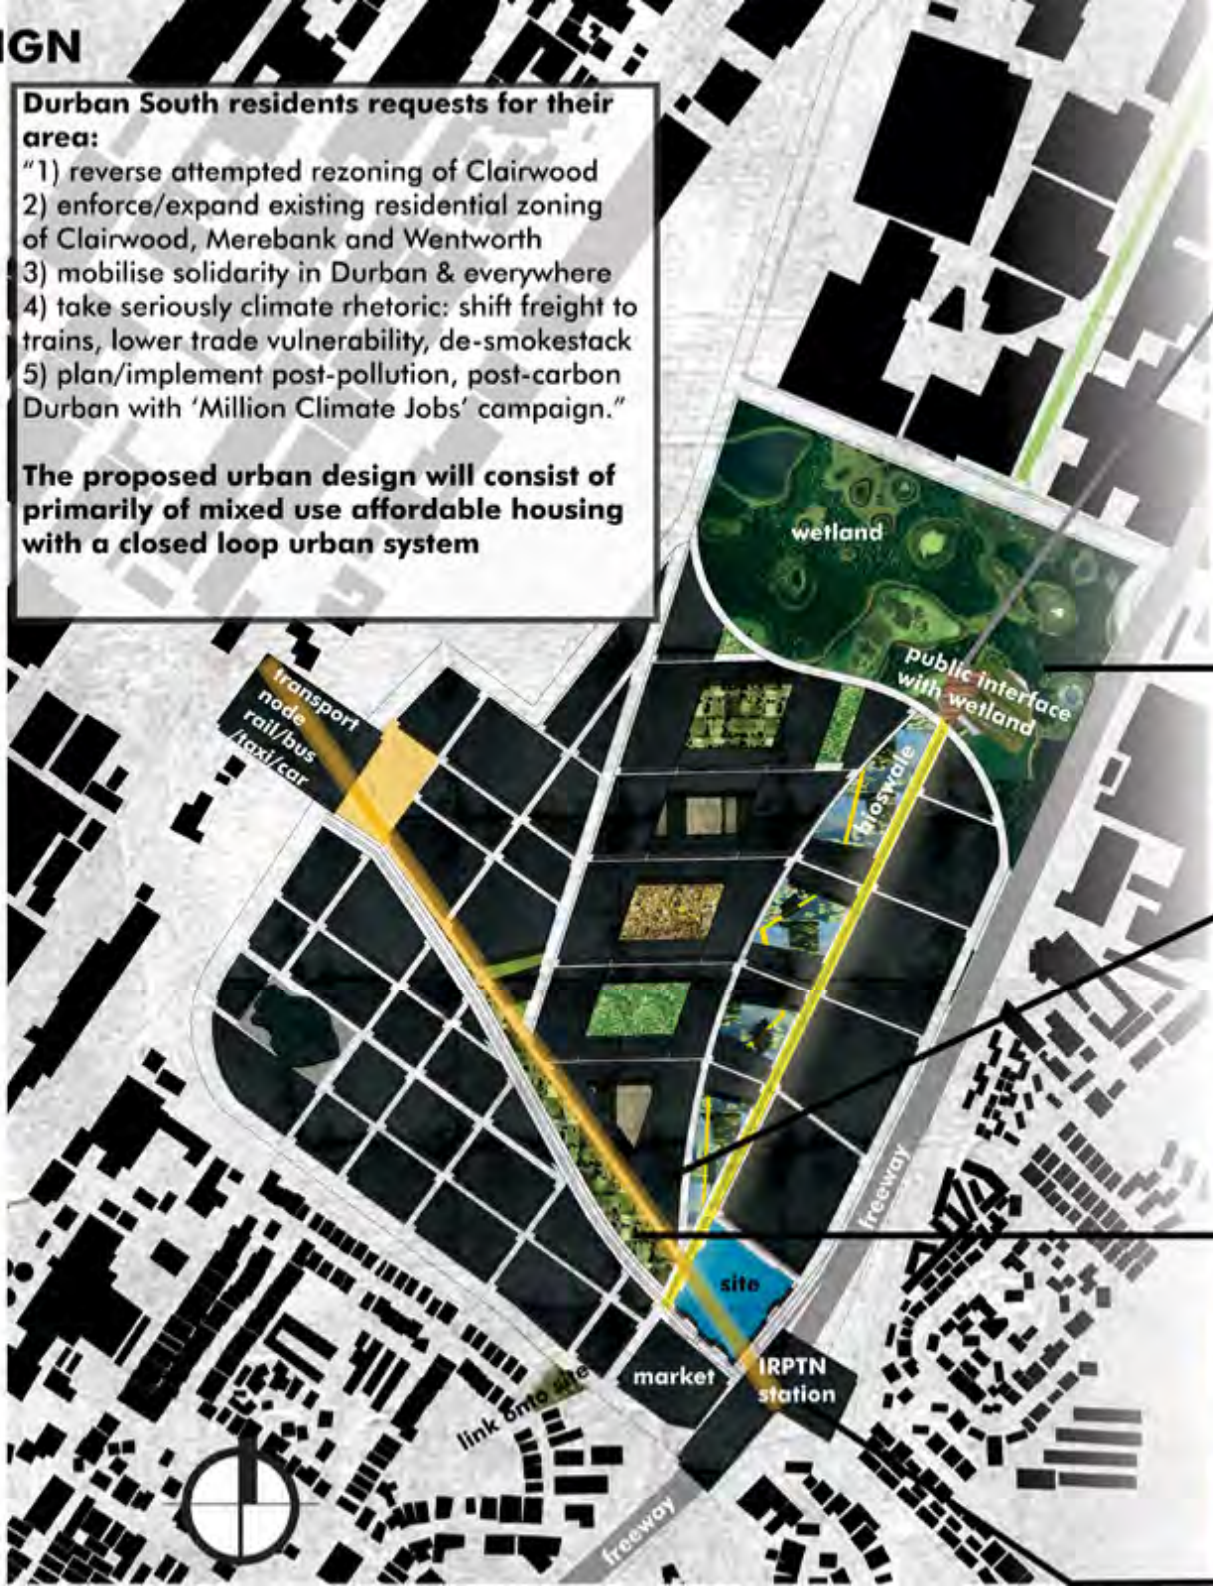 IGN
Durban South residents requests for their
area:
"1) reverse attempted rezoning of Clairwood
2) enforce/expand existing residential zoning
of Clairwood, Merebank and Wentworth
3) mobilise solidarity in Durban & everywhere
4) take seriously climate rhetoric: shift freight to
trains, lower trade vulnerability, de-smokestack
5) plan/implement post-pollution, post-carbon
Durban with 'Million Climate Jobs' campaign."
The proposed urban design will consist of
primarily of mixed use affordable housing
with a closed loop urban system
wetland
public interface
with wetland
transport
node
rail/bus
/taxi/car
bioswale
freeway
site
market
IRPTN
station
link onto site
freeway